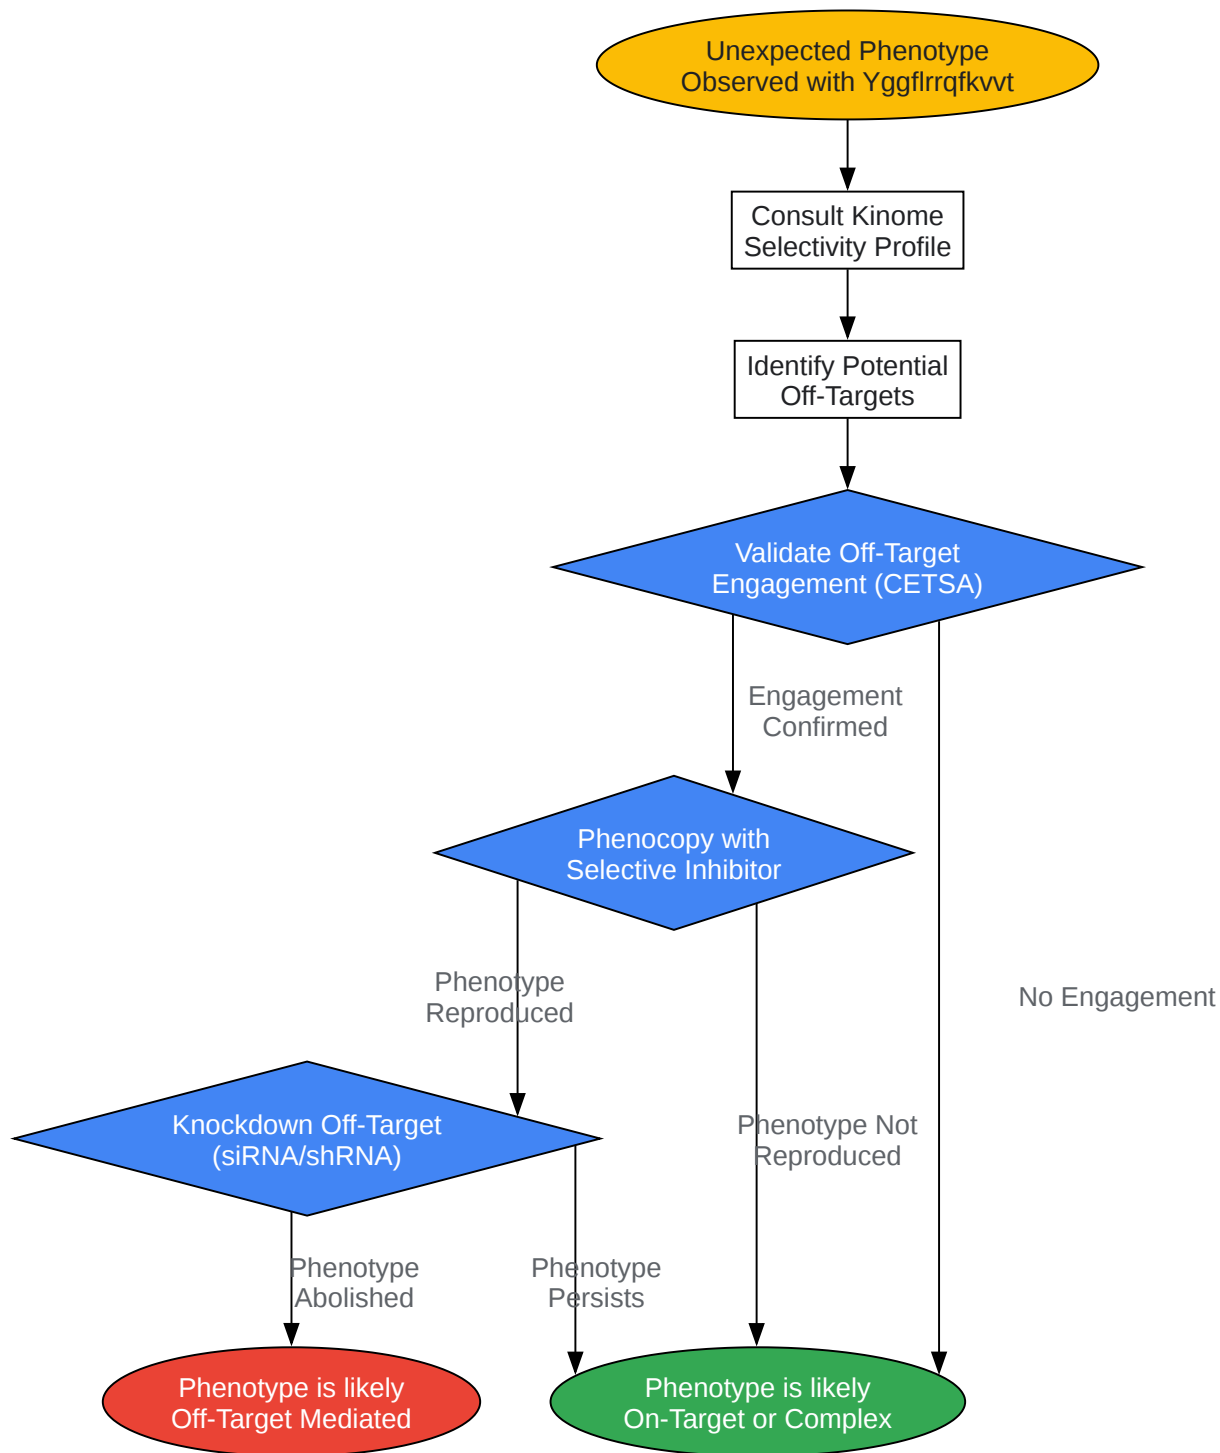 Unexpected Phenotype
Observed with Yggflrrqfkvvt
Consult Kinome
Selectivity Profile
Identify Potential
Off-Targets
Validate Off-Target
Engagement (CETSA)
Engagement
Confirmed
Phenocopy with
Selective Inhibitor
Phenotype
Reproduced
No Engagement
Knockdown Off-Target
(siRNA/shRNA)
Phenotype Not
Reproduced
Phenotype
Abolished
Phenotype
Persists
Phenotype is likely
Off-Target Mediated
Phenotype is likely
On-Target or Complex